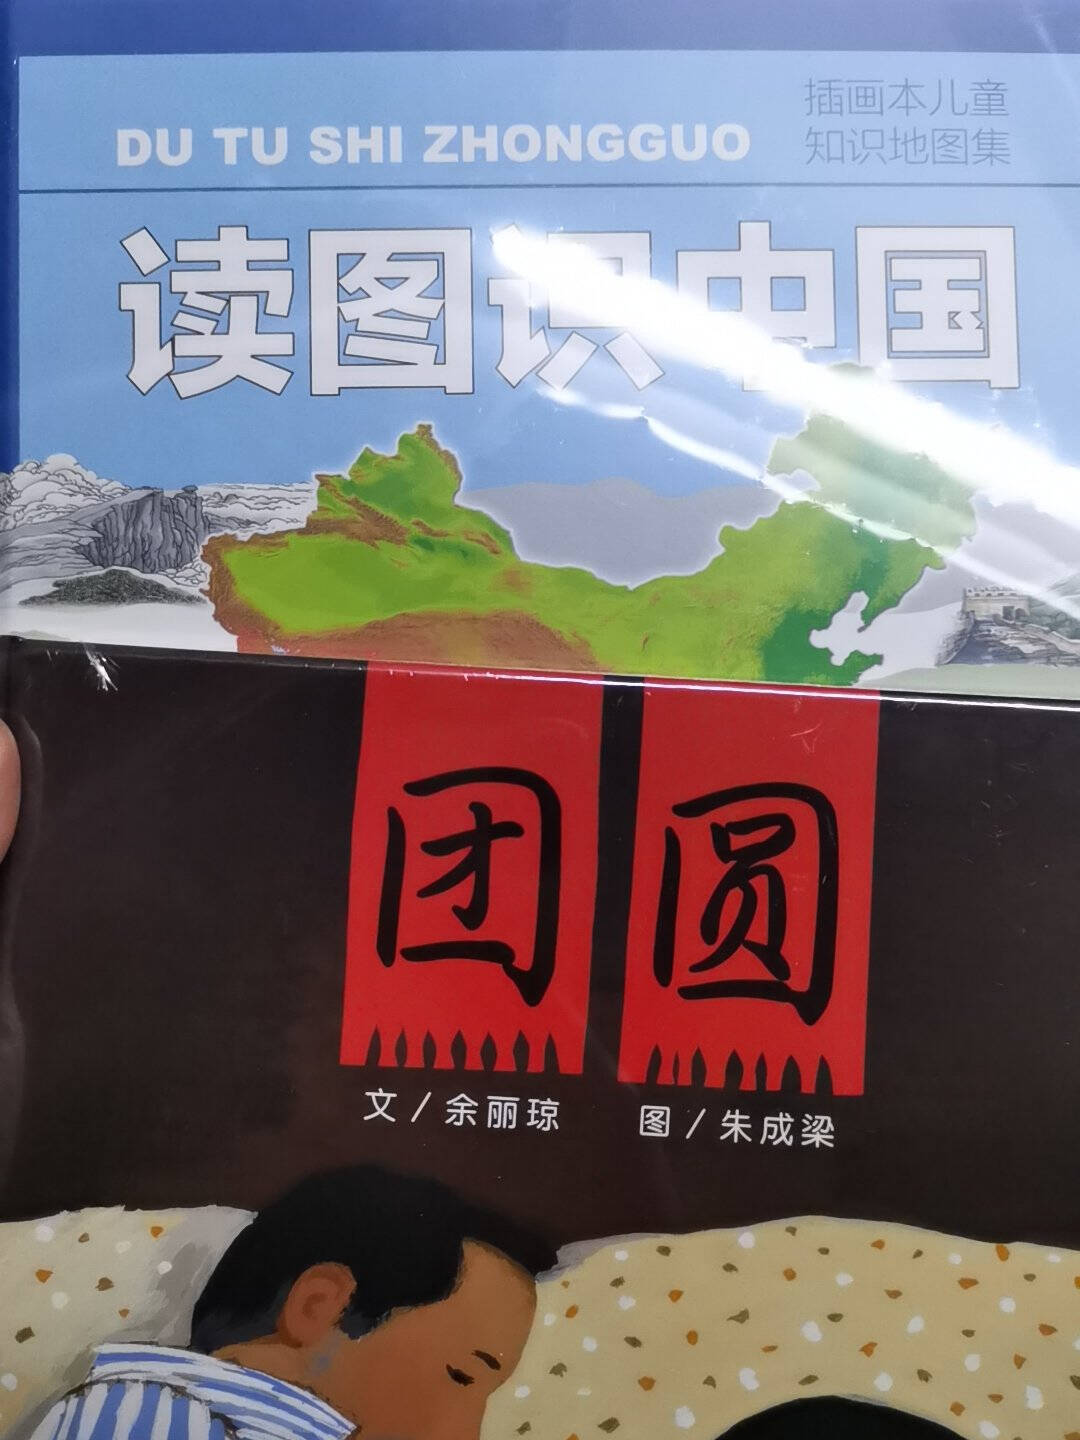 插画本儿童
知识地图集
DU TU SHI ZHONGGUO
读图识中国
团圆
文/余丽琼 图/朱成梁